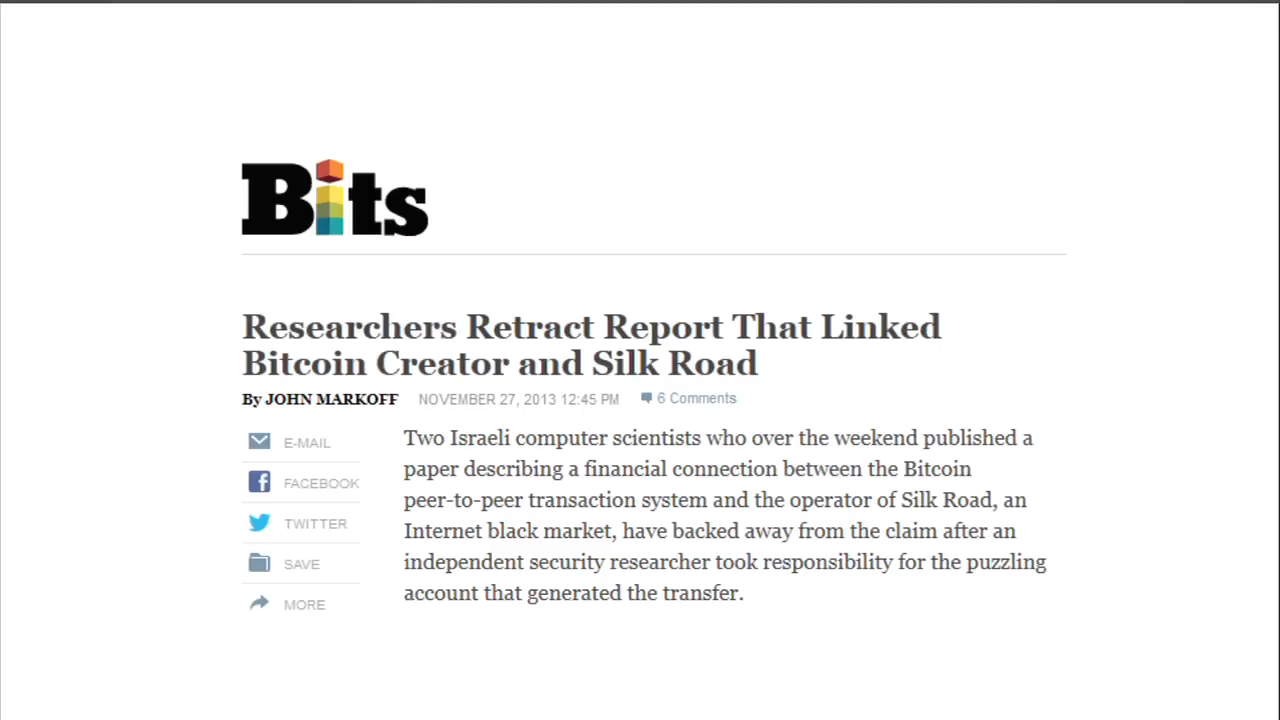 Bits
Researchers Retract Report That Linked
Bitcoin Creator and Silk Road
By JOHN MARKOFF NOVEMBER 27, 2013 12:45 PM 6 Comments
E-MAIL
FACEBOOK
TWITTER
SAVE
MORE
Two Israeli computer scientists who over the weekend published a
paper describing a financial connection between the Bitcoin
peer-to-peer transaction system and the operator of Silk Road, an
Internet black market, have backed away from the claim after an
independent security researcher took responsibility for the puzzling
account that generated the transfer.